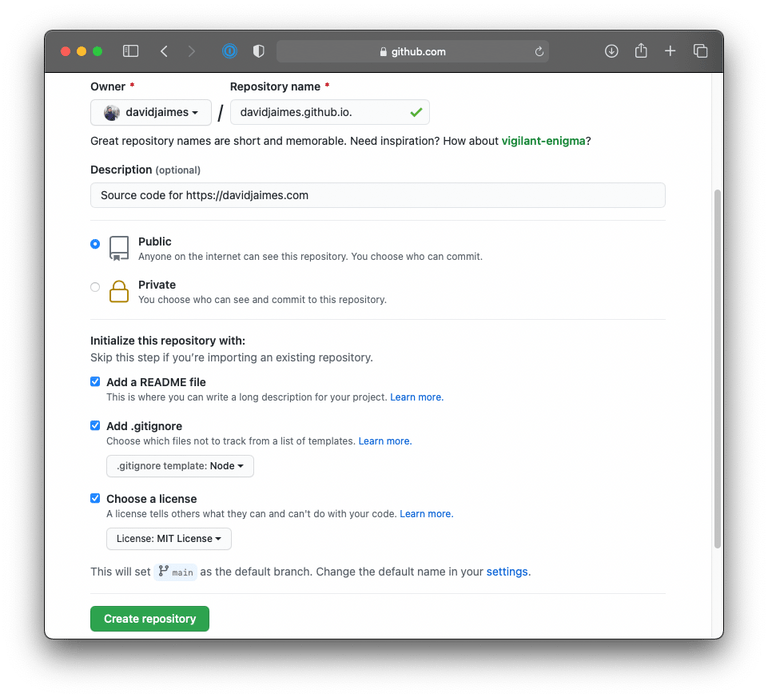 github.com
Owner * Repository name *
davidjaimes / davidjaimes.github.io.
Great repository names are short and memorable. Need inspiration? How about vigilant-enigma?
Description (optional)
Source code for https://davidjaimes.com
Public
Anyone on the internet can see this repository. You choose who can commit.
Private
You choose who can see and commit to this repository.
Initialize this repository with:
Skip this step if you're importing an existing repository.
Add a README file
This is where you can write a long description for your project. Learn more.
Add .gitignore
Choose which files not to track from a list of templates. Learn more.
.gitignore template: Node
Choose a license
A license tells others what they can and can't do with your code. Learn more.
License: MIT License
This will set main as the default branch. Change the default name in your settings.
Create repository